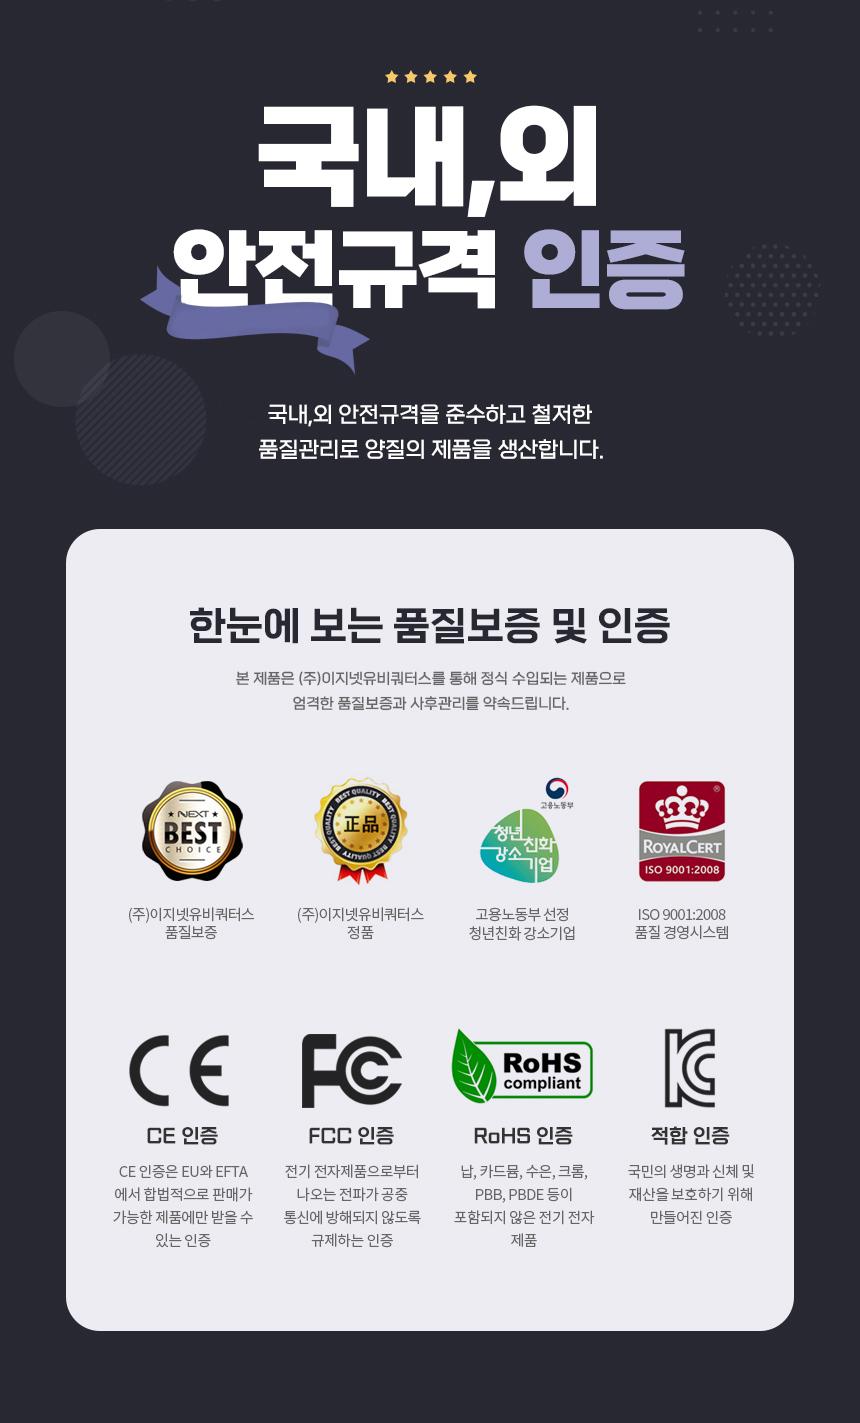 국내,외
안전규격 인증
국내,외 안전규격을 준수하고 철저한
품질관리로 양질의 제품을 생산합니다.
한눈에 보는 품질보증 및 인증
본 제품은 (주)이지넷유비쿼터스를 통해 정식 수입되는 제품으로
엄격한 품질보증과 사후관리를 약속드립니다.
NEXT
BEST
CHOICE
BEST QUALITY BEST QUALITY BEST QUALITY BEST QUALITY
正品
고용노동부
청년
친화
강소
기업
®
ROYALCERT
ISO 9001:2008
(주)이지넷유비쿼터스
품질보증
(주)이지넷유비쿼터스
정품
고용노동부 선정
청년친화 강소기업
ISO 9001:2008
품질 경영시스템
CE
FC
RoHS
compliant
KC
CE 인증
FCC 인증
RoHS 인증
적합 인증
CE 인증은 EU와 EFTA
에서 합법적으로 판매가
가능한 제품에만 받을 수
있는 인증
전기 전자제품으로부터
나오는 전파가 공중
통신에 방해되지 않도록
규제하는 인증
납, 카드뮴, 수은, 크롬,
PBB, PBDE 등이
포함되지 않은 전기 전자
제품
국민의 생명과 신체 및
재산을 보호하기 위해
만들어진 인증